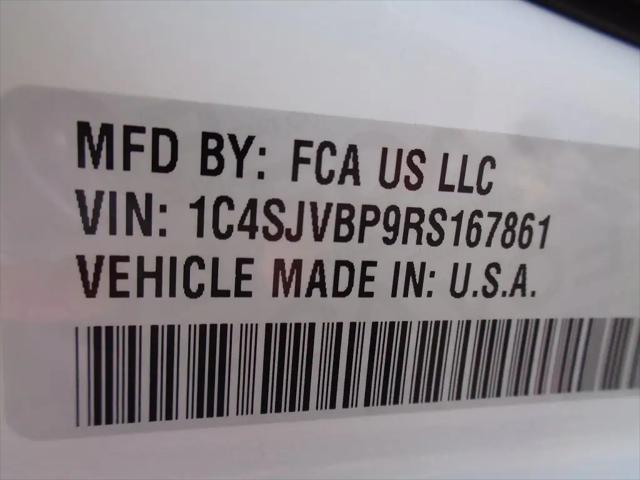 MFD BY: FCA US LLC
VIN: 1C4SJVBP9RS167861
VEHICLE MADE IN: U.S.A.